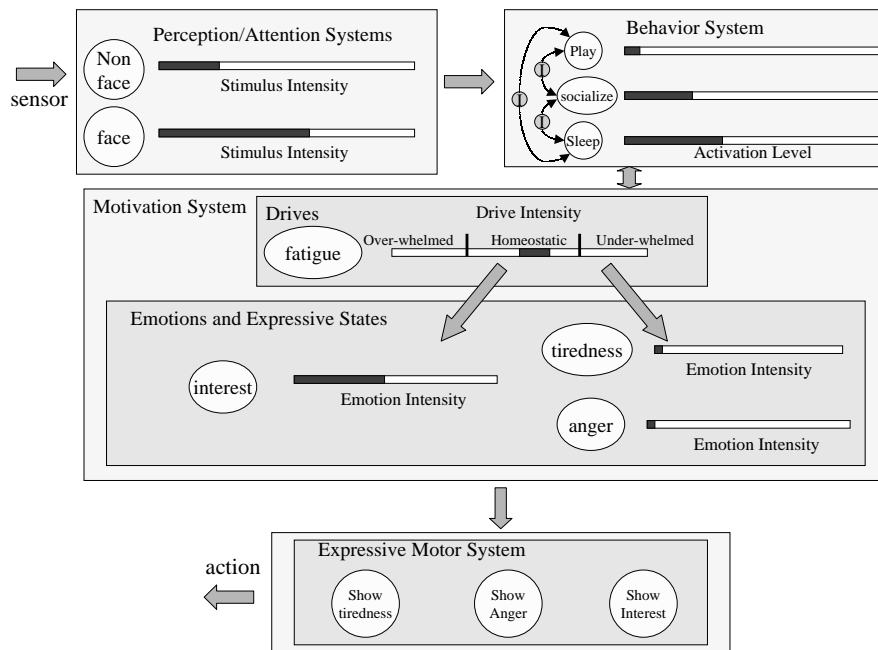 Perception/Attention Systems
Non
face
Stimulus Intensity
sensor
face
Stimulus Intensity
Behavior System
Play
I
socialize
I
I
Sleep
Activation Level
Motivation System
Drives
Drive Intensity
fatigue
Over-whelmed
Homeostatic
Under-whelmed
Emotions and Expressive States
interest
Emotion Intensity
tiredness
Emotion Intensity
anger
Emotion Intensity
Expressive Motor System
action
Show
tiredness
Show
Anger
Show
Interest